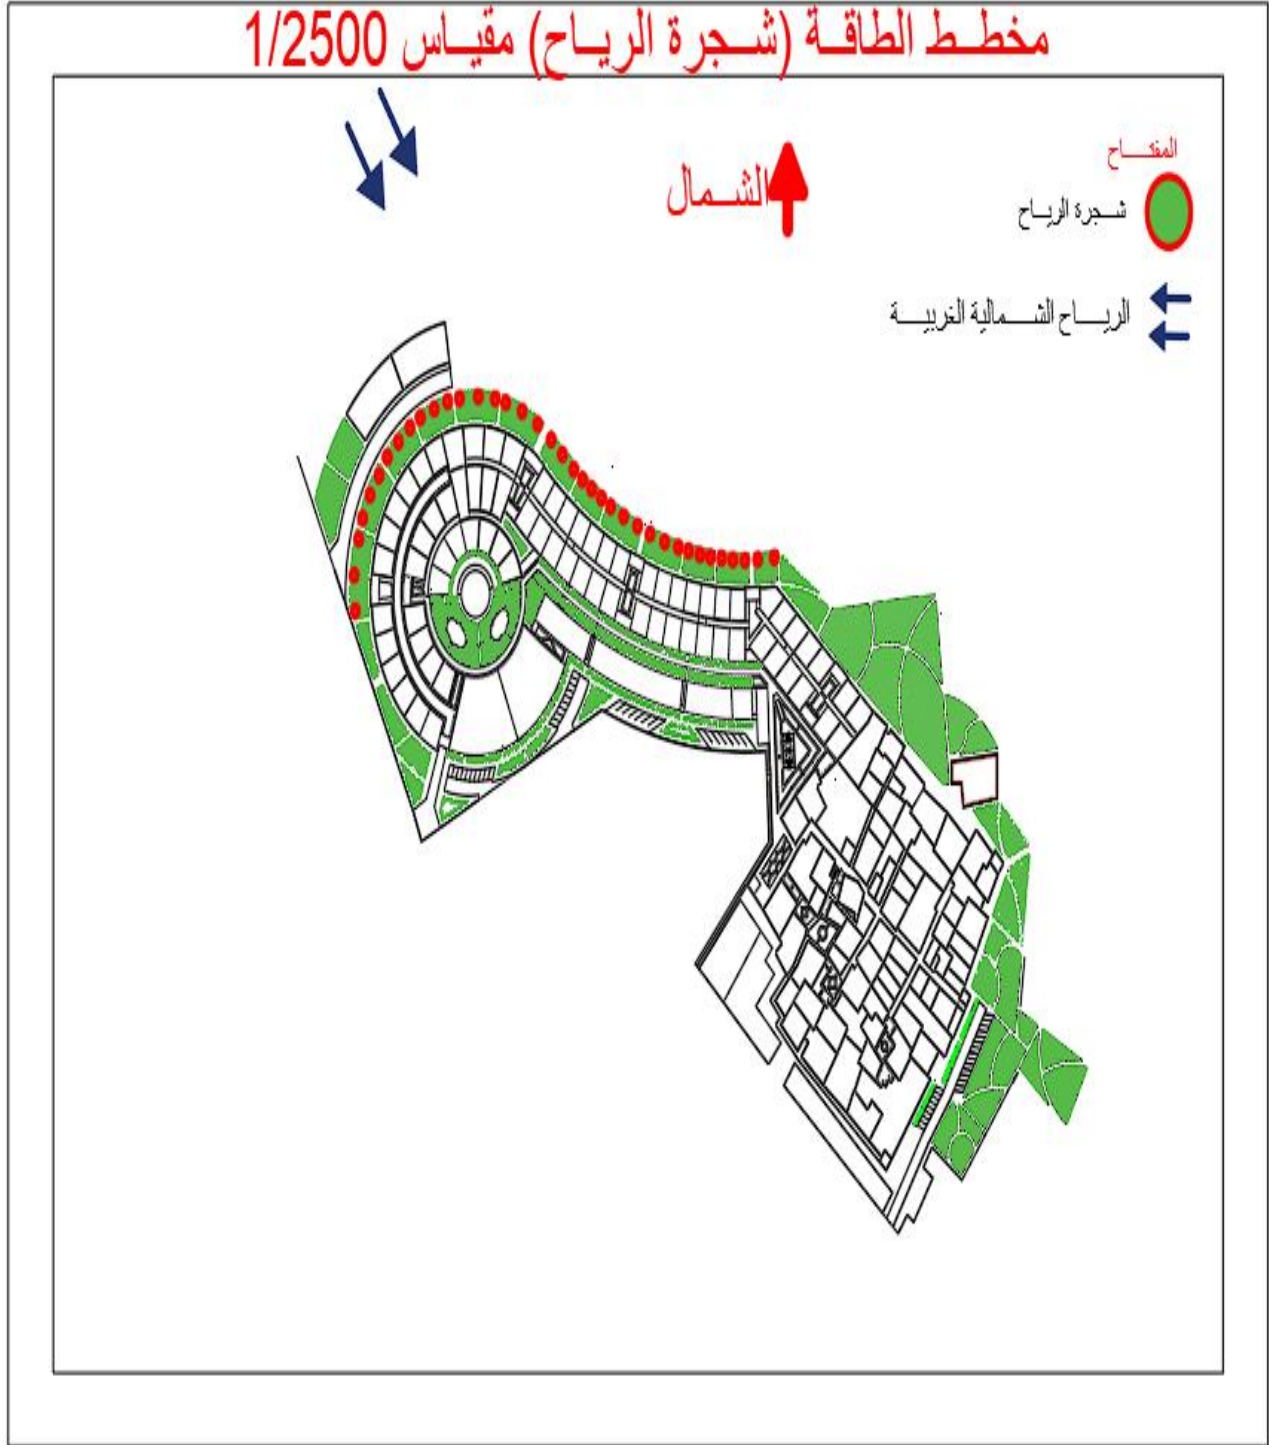 مخطط الطاقة (شجرة الرياح) مقياس 1/2500
المفتاح
شجرة الرياح
الشمال
الرياح الشمالية الغربية